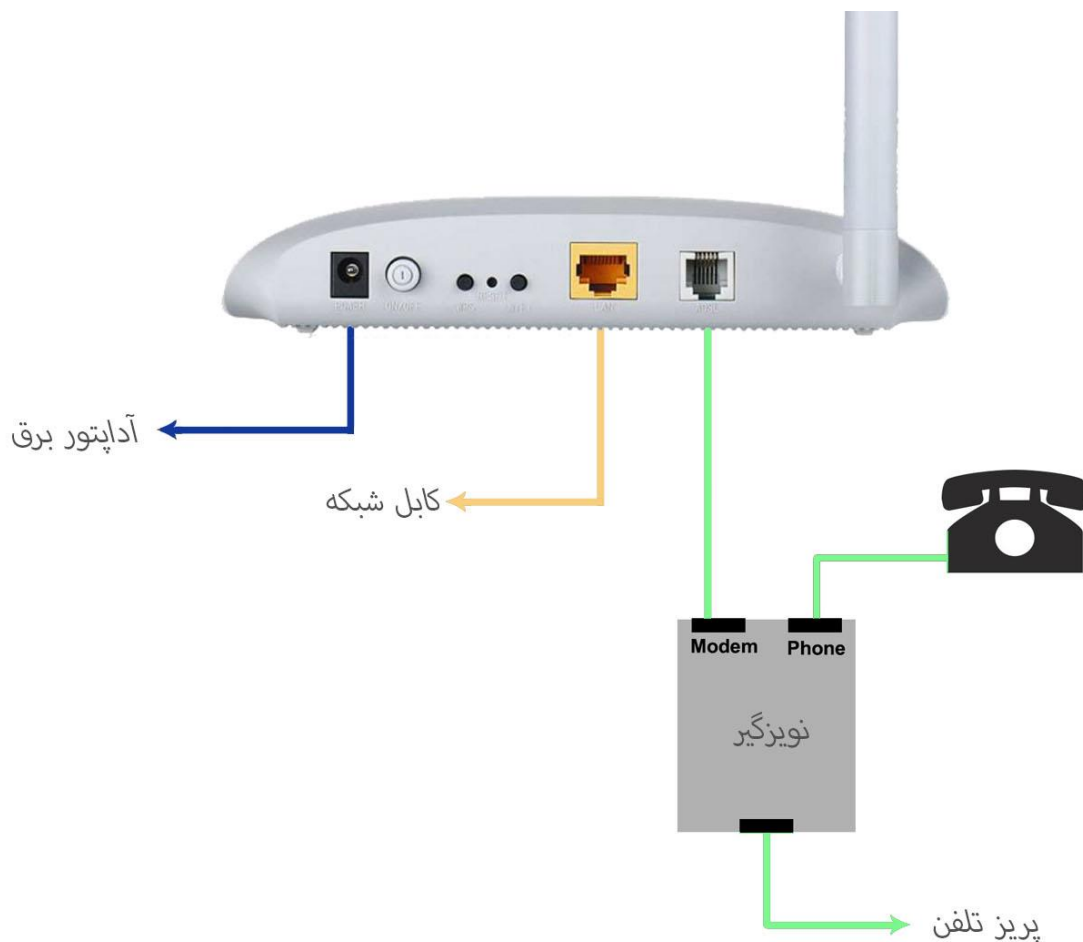 آداپتور برق
کابل شبکه
Modem
Phone
نویزگیر
پریز تلفن